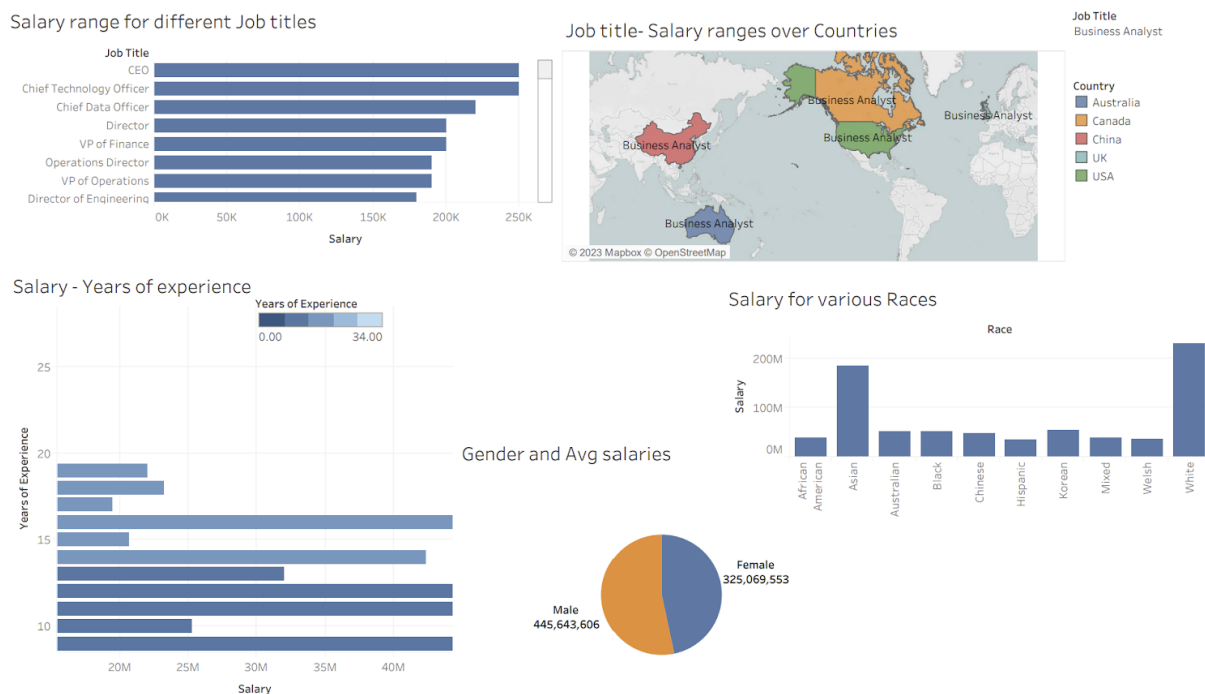 Salary range for different Job titles
Job Title
CEO
Chief Technology Officer
Chief Data Officer
Director
VP of Finance
Operations Director
VP of Operations
Director of Engineering
0K 50K 100K 150K 200K 250K
Salary
Job title- Salary ranges over Countries
Business Analyst
Business Analyst
Business Analyst
Business Analyst
Business Analyst
© 2023 Mapbox © OpenStreetMap
Job Title
Business Analyst
Country
Australia
Canada
China
UK
USA
Salary - Years of experience
Years of Experience
0.00 34.00
Years of Experience
25
20
15
10
20M 25M 30M 35M 40M
Salary
Gender and Avg salaries
Female
325,069,553
Male
445,643,606
Salary for various Races
Race
Salary
200M
100M
0M
African
American
Asian
Australian
Black
Chinese
Hispanic
Korean
Mixed
Welsh
White